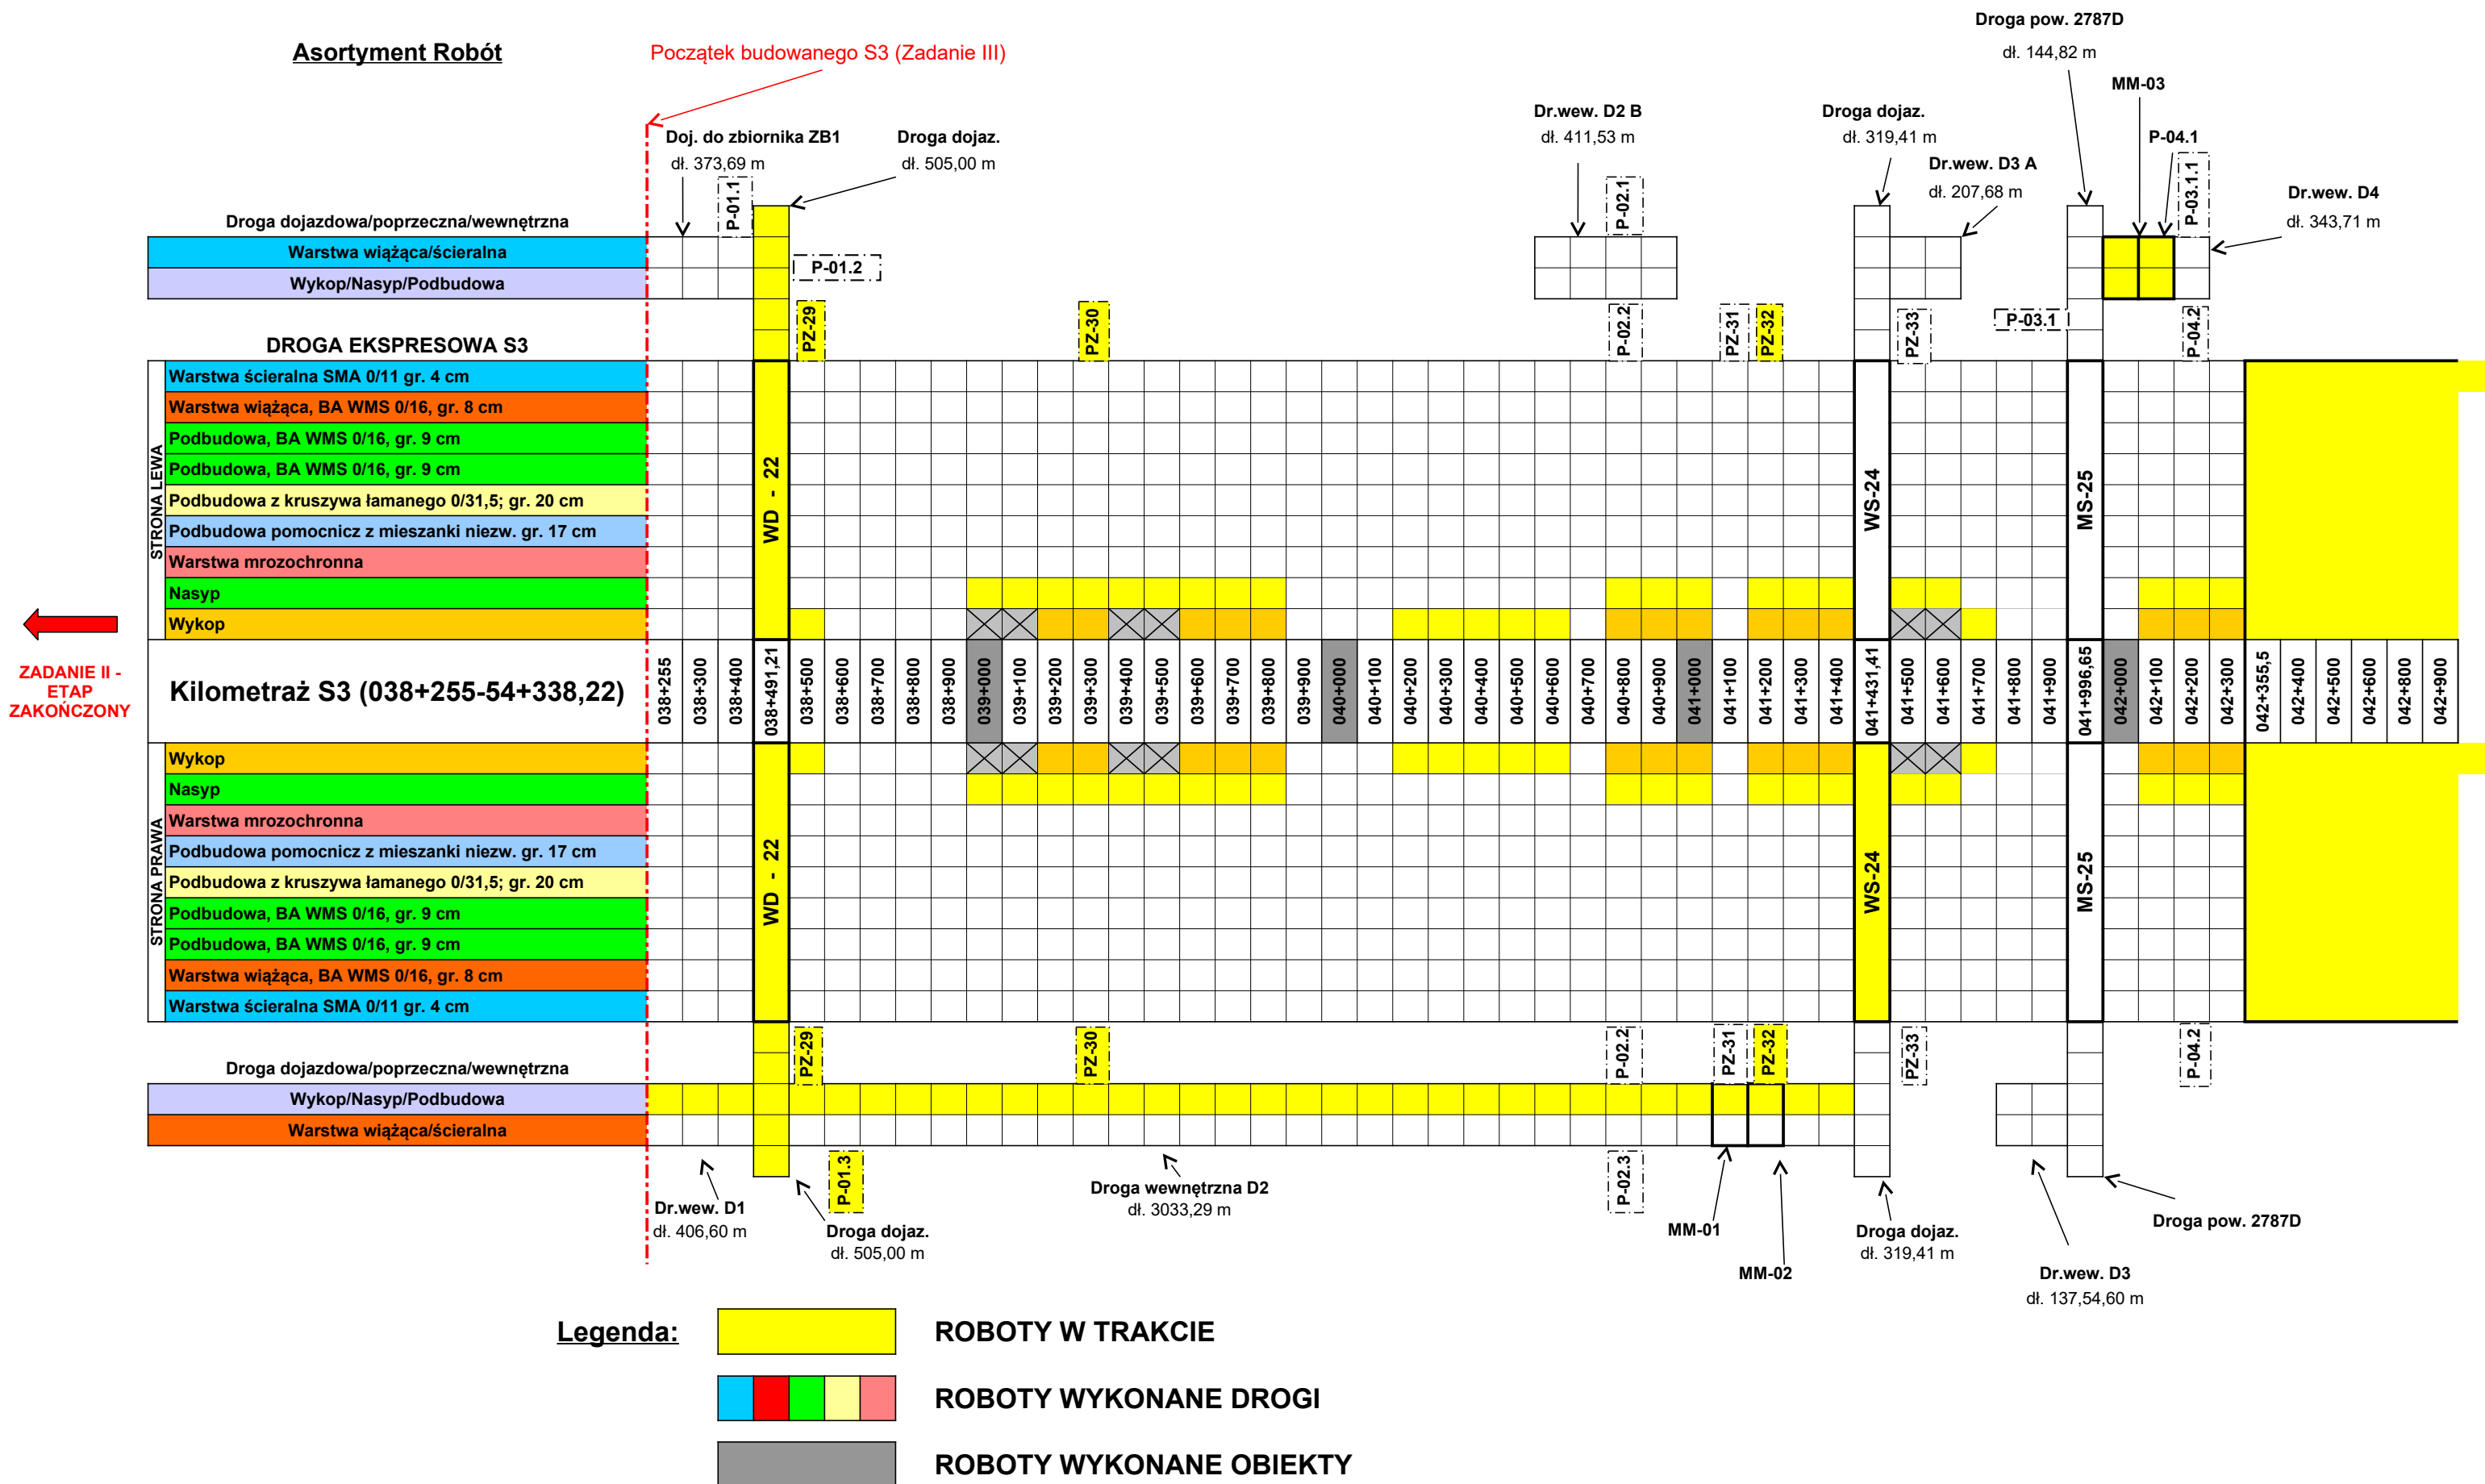 Droga pow. 2787D
dł. 144,82 m
Asortyment Robót
Początek budowanego S3 (Zadanie III)
MM-03
Dr.wew. D2 B
dł. 411,53 m
Droga dojaz.
dł. 319,41 m
Doj. do zbiornika ZB1
dł. 373,69 m
Droga dojaz.
dł. 505,00 m
P-04.1
Dr.wew. D3 A
dł. 207,68 m
Dr.wew. D4
dł. 343,71 m
P-01.1
P-02.1
P-03.1.1
Droga dojazdowa/poprzeczna/wewnętrzna
Warstwa wiążąca/ścieralna
P-01.2
Wykop/Nasyp/Podbudowa
PZ-29
PZ-30
P-02.2
PZ-31
PZ-32
PZ-33
P-03.1
P-04.2
DROGA EKSPRESOWA S3
STRONA LEWA
Warstwa ścieralna SMA 0/11 gr. 4 cm
Warstwa wiążąca, BA WMS 0/16, gr. 8 cm
Podbudowa, BA WMS 0/16, gr. 9 cm
Podbudowa, BA WMS 0/16, gr. 9 cm
Podbudowa z kruszywa łamanego 0/31,5; gr. 20 cm
Podbudowa pomocnicz z mieszanki niezw. gr. 17 cm
Warstwa mrozochronna
Nasyp
Wykop
WD - 22
WS-24
MS-25
ZADANIE II -
ETAP
ZAKOŃCZONY
Kilometraż S3 (038+255-54+338,22)
038+255
038+300
038+400
038+491,21
038+500
038+600
038+700
038+800
038+900
039+000
039+100
039+200
039+300
039+400
039+500
039+600
039+700
039+800
039+900
040+000
040+100
040+200
040+300
040+400
040+500
040+600
040+700
040+800
040+900
041+000
041+100
041+200
041+300
041+400
041+431,41
041+500
041+600
041+700
041+800
041+900
041+996,65
042+000
042+100
042+200
042+300
042+355,5
042+400
042+500
042+600
042+800
042+900
STRONA PRAWA
Wykop
Nasyp
Warstwa mrozochronna
Podbudowa pomocnicz z mieszanki niezw. gr. 17 cm
Podbudowa z kruszywa łamanego 0/31,5; gr. 20 cm
Podbudowa, BA WMS 0/16, gr. 9 cm
Podbudowa, BA WMS 0/16, gr. 9 cm
Warstwa wiążąca, BA WMS 0/16, gr. 8 cm
Warstwa ścieralna SMA 0/11 gr. 4 cm
WD - 22
WS-24
MS-25
PZ-29
PZ-30
P-02.2
PZ-31
PZ-32
PZ-33
P-04.2
Droga dojazdowa/poprzeczna/wewnętrzna
Wykop/Nasyp/Podbudowa
Warstwa wiążąca/ścieralna
P-01.3
P-02.3
Dr.wew. D1
dł. 406,60 m
Droga dojaz.
dł. 505,00 m
Droga wewnętrzna D2
dł. 3033,29 m
MM-01
MM-02
Droga dojaz.
dł. 319,41 m
Droga pow. 2787D
Dr.wew. D3
dł. 137,54,60 m
Legenda:
ROBOTY W TRAKCIE
ROBOTY WYKONANE DROGI
ROBOTY WYKONANE OBIEKTY